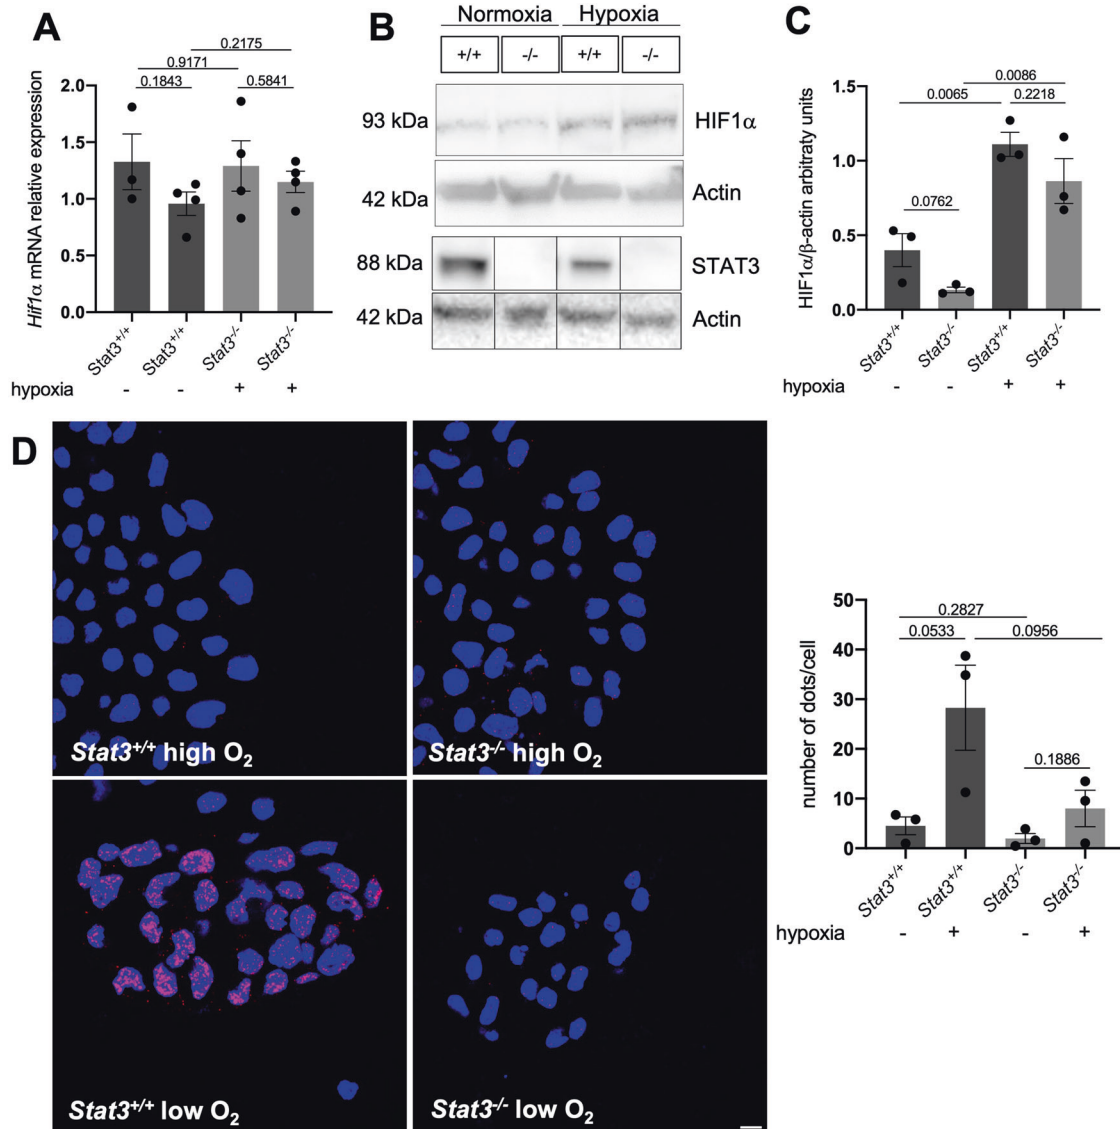 A
Hif1α mRNA relative expression
0.2175
0.9171
0.1843
0.5841
2.0
1.5
1.0
0.5
0.0
Stat3+/+
Stat3+/+
Stat3-/-
Stat3-/-
hypoxia - - + +
B
Normoxia Hypoxia
+/+ -/- +/+ -/-
93 kDa HIF1α
42 kDa Actin
88 kDa STAT3
42 kDa Actin
C
HIF1α/β-actin arbitraty units
0.0086
0.0065
0.2218
0.0762
1.5
1.0
0.5
0.0
Stat3+/+
Stat3-/-
Stat3+/+
Stat3-/-
hypoxia - - + +
D
Stat3+/+ high O2
Stat3-/- high O2
Stat3+/+ low O2
Stat3-/- low O2
number of dots/cell
0.2827
0.0533
0.0956
0.1886
50
40
30
20
10
0
Stat3+/+
Stat3+/+
Stat3-/-
Stat3-/-
hypoxia - + - +